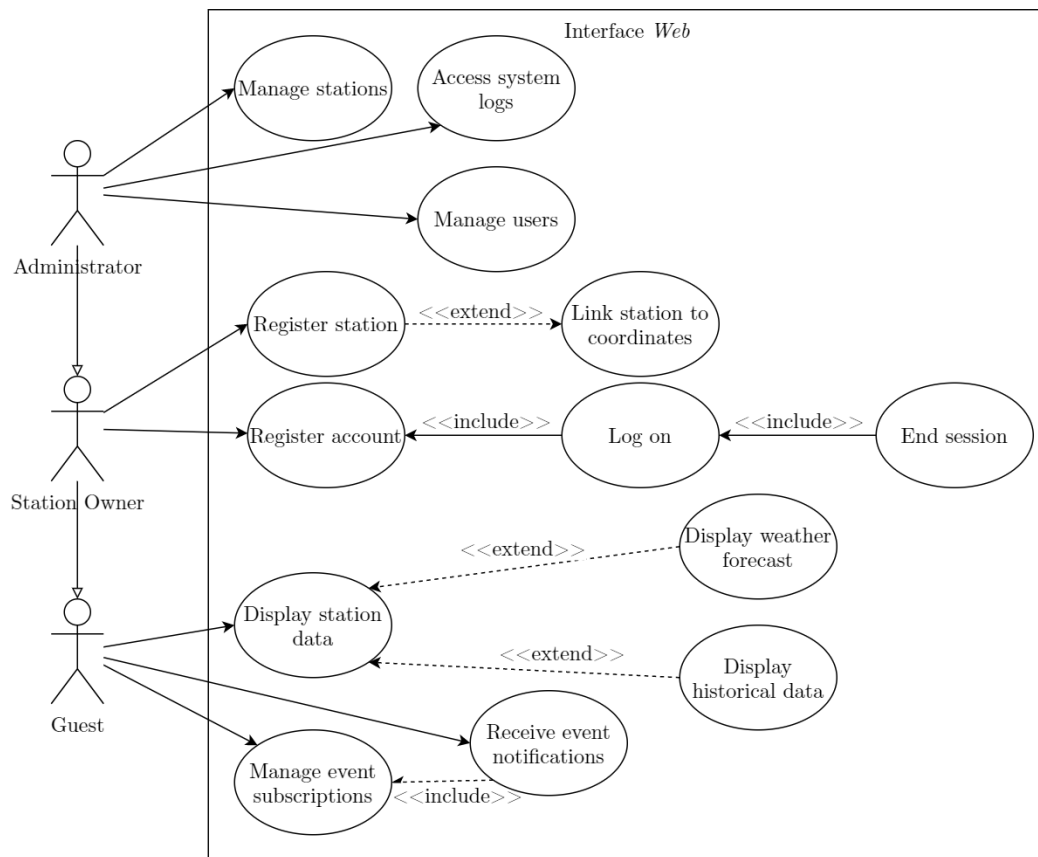 Interface Web
Manage stations
Access system
logs
Manage users
Administrator
Register station
<<extend>>
Link station to
coordinates
Register account
<<include>>
Log on
<<include>>
End session
Station Owner
Display weather
forecast
<<extend>>
Display station
data
<<extend>>
Display
historical data
Guest
Receive event
notifications
Manage event
subscriptions
<<include>>